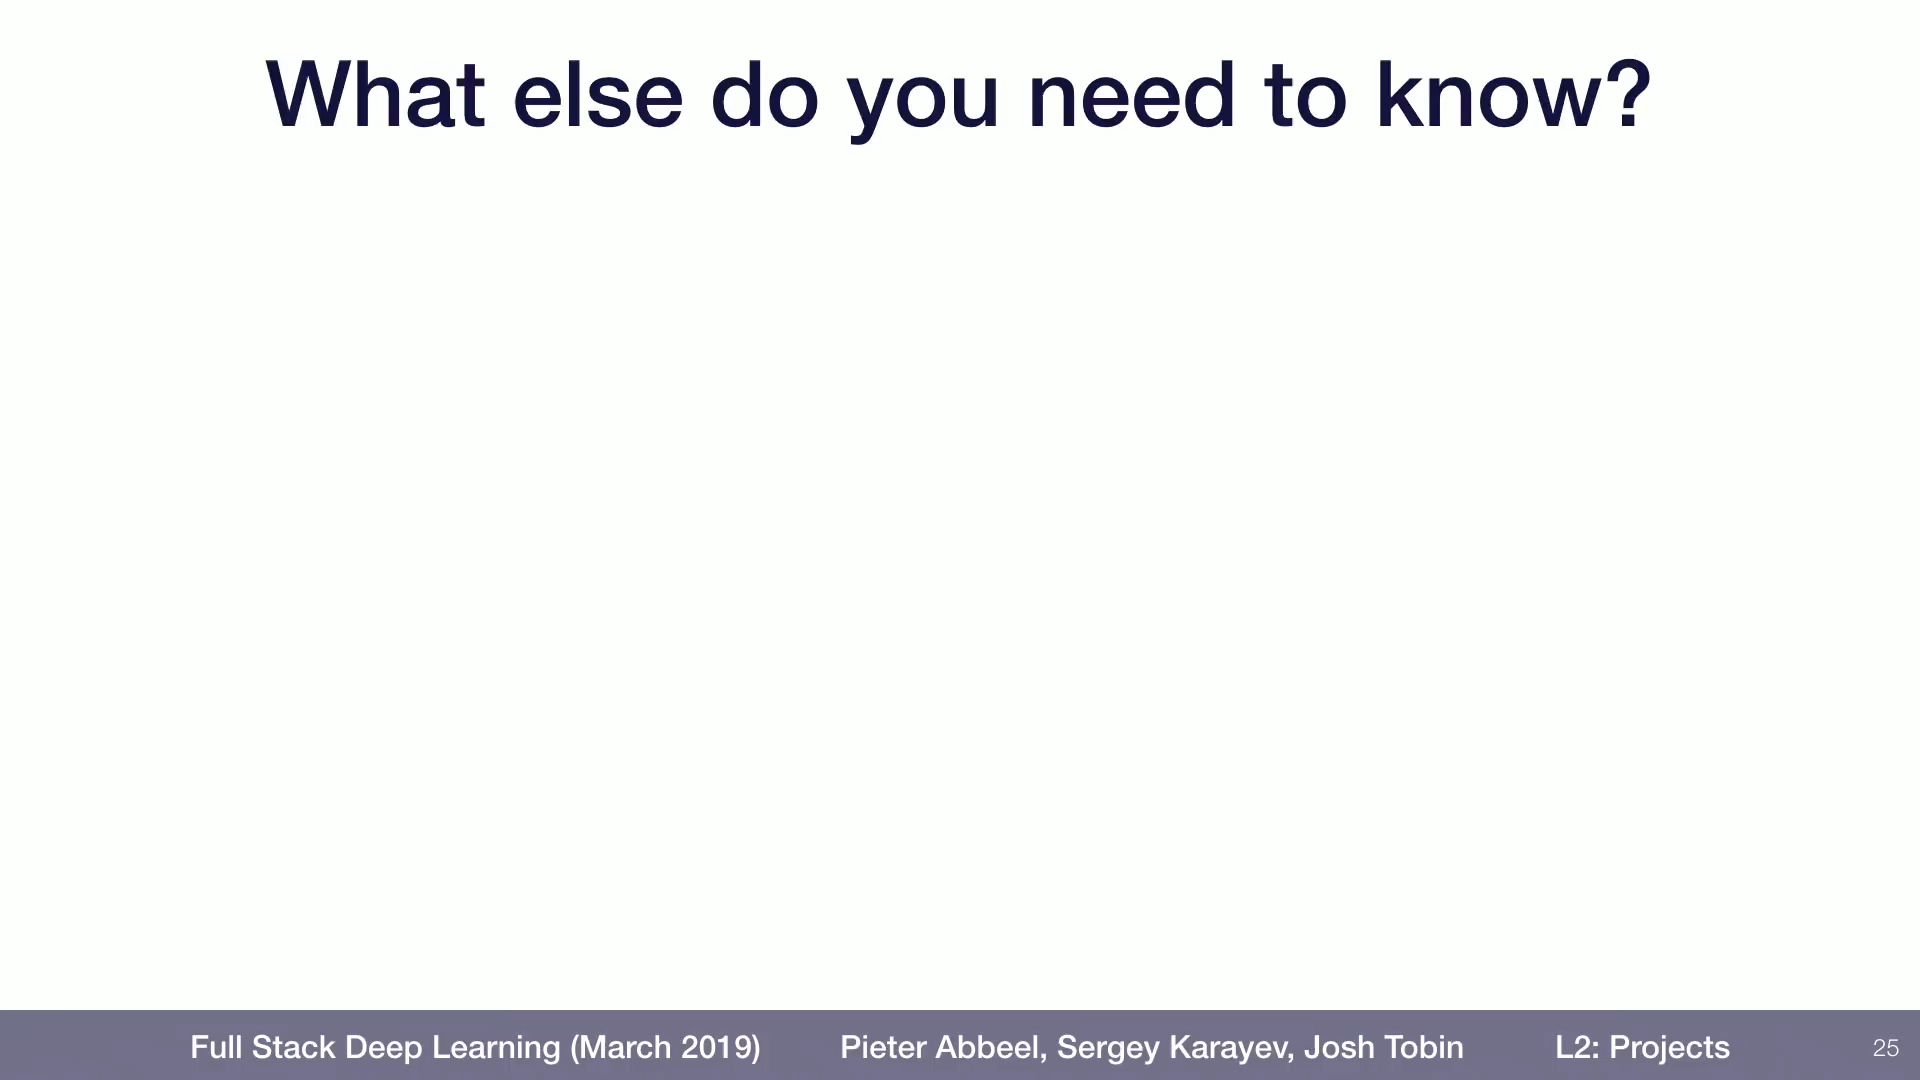 What else do you need to know?
Full Stack Deep Learning (March 2019) Pieter Abbeel, Sergey Karayev, Josh Tobin L2: Projects 25